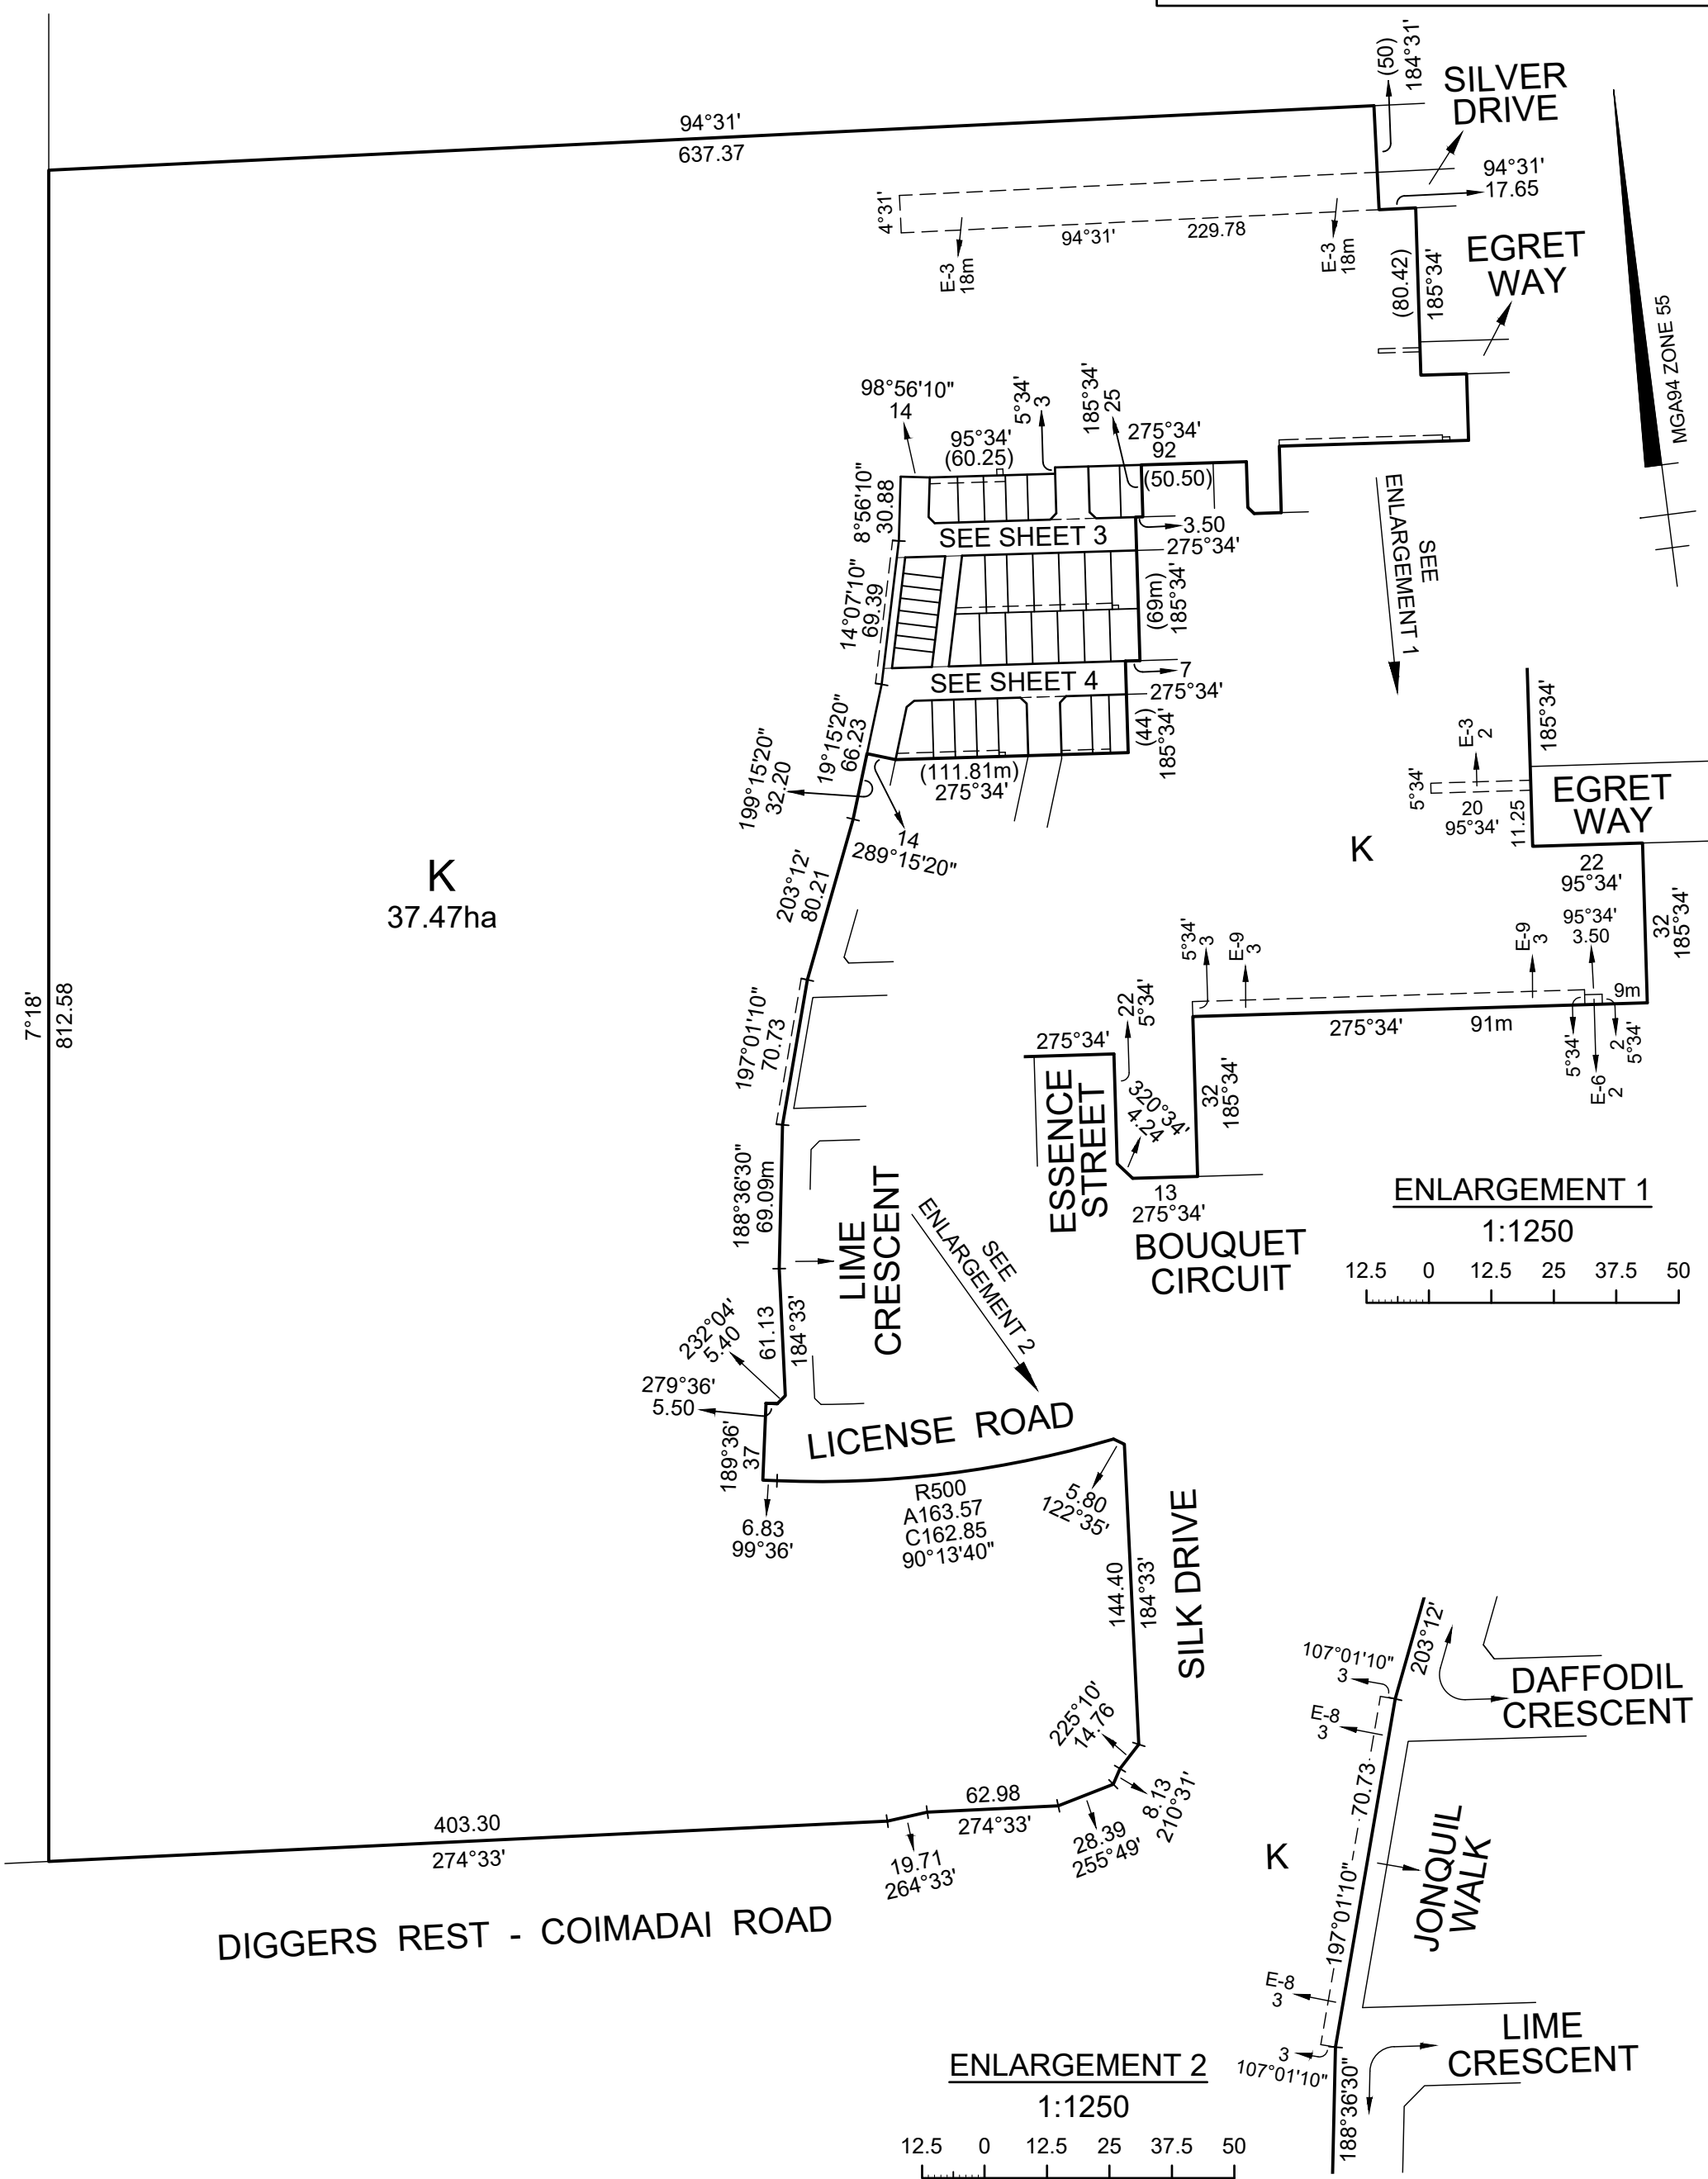 (50)
184°31'
SILVER
DRIVE
94°31'
637.37
94°31'
17.65
4°31'
E-3
18m
94°31'
229.78
E-3
18m
(80.42)
185°34'
EGRET
WAY
MGA94 ZONE 55
98°56'10"
14
95°34'
(60.25)
5°34'
3
185°34'
25
275°34'
92
(50.50)
8°56'10"
30.88
SEE SHEET 3
3.50
275°34'
SEE
ENLARGEMENT 1
14°07'10"
69.39
(69m)
185°34'
SEE SHEET 4
7
275°34'
(44)
185°34'
19°15'20"
66.23
199°15'20"
32.20
(111.81m)
275°34'
14
289°15'20"
203°12'
80.21
K
37.47ha
7°18'
812.58
197°01'10"
70.73
188°36'30"
69.09m
LIME
CRESCENT
SEE
ENLARGEMENT 2
61.13
184°33'
232°04'
5.40
279°36'
5.50
189°36'
37
LICENSE ROAD
6.83
99°36'
R500
A163.57
C162.85
90°13'40"
5.80
122°35'
144.40
184°33'
SILK DRIVE
225°10'
14.76
8.13
210°31'
28.39
255°49'
62.98
274°33'
19.71
264°33'
403.30
274°33'
DIGGERS REST - COIMADAI ROAD
185°34'
E-3
2
5°34'
20
95°34'
11.25
EGRET
WAY
K
22
95°34'
32
185°34'
95°34'
3.50
E-9
3
5°34'
3
E-9
3
9m
275°34'
91m
5°34'
E-6
2
2
5°34'
275°34'
22
5°34'
ESSENCE
STREET
320°34'
4.24
32
185°34'
13
275°34'
BOUQUET
CIRCUIT
ENLARGEMENT 1
1:1250
12.5 0 12.5 25 37.5 50
203°12'
107°01'10"
3
DAFFODIL
CRESCENT
E-8
3
70.73
197°01'10"
K
JONQUIL
WALK
E-8
3
3
107°01'10"
LIME
CRESCENT
188°36'30"
ENLARGEMENT 2
1:1250
12.5 0 12.5 25 37.5 50